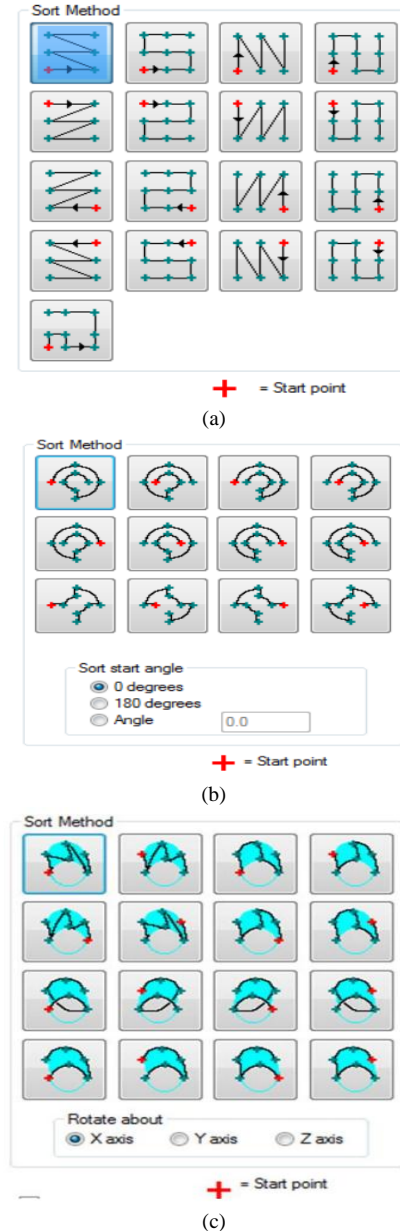 Sort Method
= Start point
(a)
Sort Method
Sort start angle
0 degrees
180 degrees
Angle 0.0
= Start point
(b)
Sort Method
Rotate about
X axis Y axis Z axis
= Start point
(c)